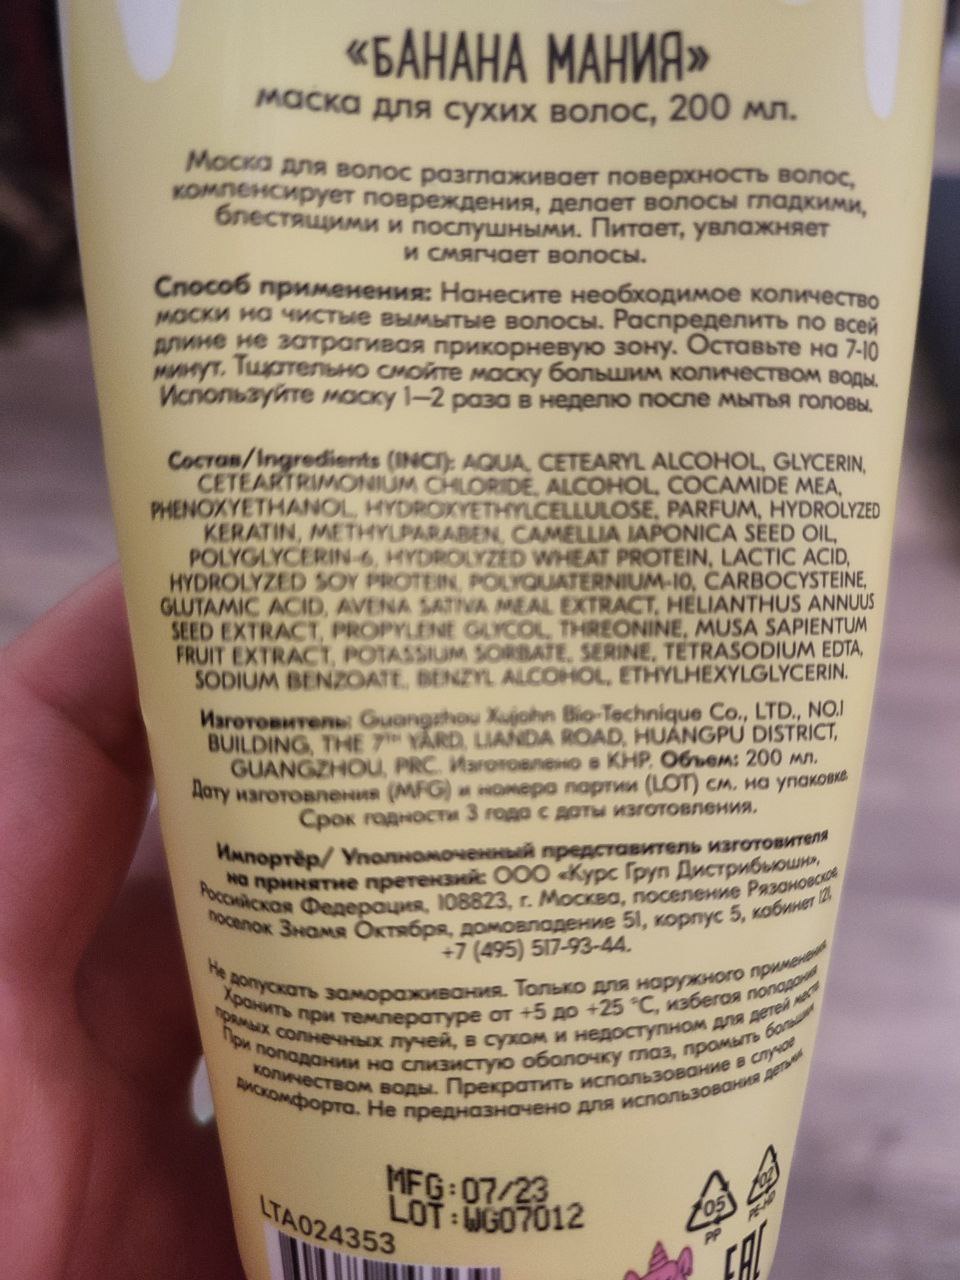 «БАНАНА МАНИЯ»
маска для сухих волос, 200 мл.
Маска для волос разглаживает поверхность волос,
компенсирует повреждения, делает волосы гладкими,
блестящими и послушными. Питает, увлажняет
и смягчает волосы.
Способ применения: Нанесите необходимое количество
маски на чистые вымытые волосы. Распределить по всей
длине не затрагивая прикорневую зону. Оставьте на 7-10
минут. Тщательно смойте маску большим количеством воды.
Используйте маску 1–2 раза в неделю после мытья головы.
Состав/Ingredients (INCI): AQUA, CETEARYL ALCOHOL, GLYCERIN,
CETEARTRIMONIUM CHLORIDE, ALCOHOL, COCAMIDE MEA,
PHENOXYETHANOL, HYDROXYETHYLCELLULOSE, PARFUM, HYDROLYZED
KERATIN, METHYLPARABEN, CAMELLIA JAPONICA SEED OIL,
POLYGLYCERIN-6, HYDROLYZED WHEAT PROTEIN, LACTIC ACID,
HYDROLYZED SOY PROTEIN, POLYQUATERNIUM-10, CARBOCYSTEINE,
GLUTAMIC ACID, AVENA SATIVA MEAL EXTRACT, HELIANTHUS ANNUUS
SEED EXTRACT, PROPYLENE GLYCOL, THREONINE, MUSA SAPIENTUM
FRUIT EXTRACT, POTASSIUM SORBATE, SERINE, TETRASODIUM EDTA,
SODIUM BENZOATE, BENZYL ALCOHOL, ETHYLHEXYLGLYCERIN.
Изготовитель: Guangzhou Xujohn Bio-Technique Co., LTD., NO.1
BUILDING, THE 7TH YARD, LIANDA ROAD, HUANGPU DISTRICT,
GUANGZHOU, PRC. Изготовлено в КНР. Объем: 200 мл.
Дату изготовления (MFG) и номера партии (LOT) см. на упаковке.
Срок годности 3 года с даты изготовления.
Импортёр/ Уполномоченный представитель изготовителя
на принятие претензий: ООО «Курс Груп Дистрибьюшн»,
Российская Федерация, 108823, г. Москва, поселение Рязановское,
поселок Знамя Октября, домовладение 51, корпус 5, кабинет 121,
+7 (495) 517-93-44.
Не допускать замораживания. Только для наружного применения.
Хранить при температуре от +5 до +25 °С, избегая попадания
прямых солнечных лучей, в сухом и недоступном для детей месте.
При попадании на слизистую оболочку глаз, промыть большим
количеством воды. Прекратить использование в случае
дискомфорта. Не предназначено для использования детьми.
MFG:07/23
LOT:WG07012
LTA024353
05
PP
02
PE-HD
EAC